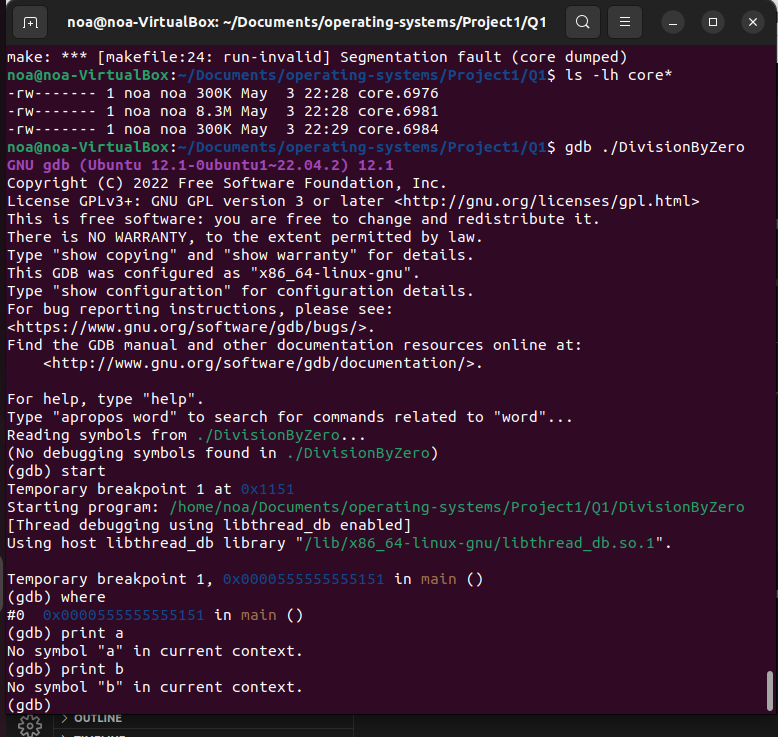 noa@noa-VirtualBox: ~/Documents/operating-systems/Project1/Q1
make: *** [makefile:24: run-invalid] Segmentation fault (core dumped)
noa@noa-VirtualBox:~/Documents/operating-systems/Project1/Q1$ ls -lh core*
-rw------- 1 noa noa 300K May  3 22:28 core.6976
-rw------- 1 noa noa 8.3M May  3 22:28 core.6981
-rw------- 1 noa noa 300K May  3 22:29 core.6984
noa@noa-VirtualBox:~/Documents/operating-systems/Project1/Q1$ gdb ./DivisionByZero
GNU gdb (Ubuntu 12.1-0ubuntu1~22.04.2) 12.1
Copyright (C) 2022 Free Software Foundation, Inc.
License GPLv3+: GNU GPL version 3 or later <http://gnu.org/licenses/gpl.html>
This is free software: you are free to change and redistribute it.
There is NO WARRANTY, to the extent permitted by law.
Type "show copying" and "show warranty" for details.
This GDB was configured as "x86_64-linux-gnu".
Type "show configuration" for configuration details.
For bug reporting instructions, please see:
<https://www.gnu.org/software/gdb/bugs/>.
Find the GDB manual and other documentation resources online at:
    <http://www.gnu.org/software/gdb/documentation/>.
For help, type "help".
Type "apropos word" to search for commands related to "word"...
Reading symbols from ./DivisionByZero...
(No debugging symbols found in ./DivisionByZero)
(gdb) start
Temporary breakpoint 1 at 0x1151
Starting program: /home/noa/Documents/operating-systems/Project1/Q1/DivisionByZero
[Thread debugging using libthread_db enabled]
Using host libthread_db library "/lib/x86_64-linux-gnu/libthread_db.so.1".
Temporary breakpoint 1, 0x0000555555555151 in main ()
(gdb) where
#0  0x0000555555555151 in main ()
(gdb) print a
No symbol "a" in current context.
(gdb) print b
No symbol "b" in current context.
(gdb)
OUTLINE